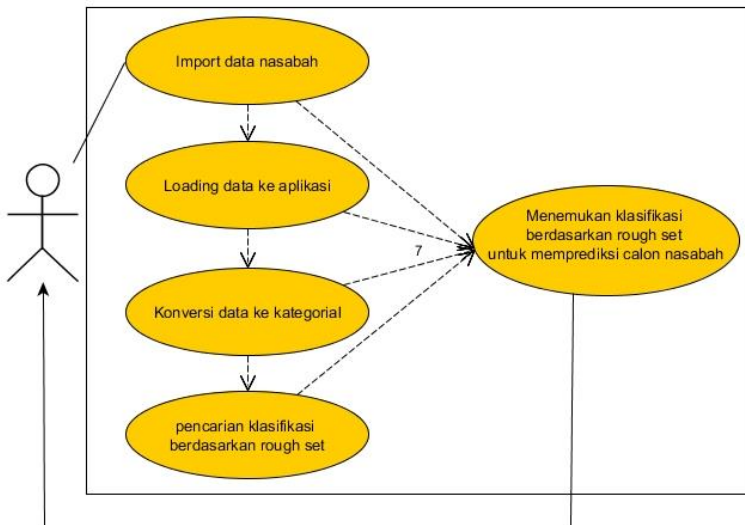 Import data nasabah
Loading data ke aplikasi
Menemukan klasifikasi
berdasarkan rough set
untuk memprediksi calon nasabah
7
Konversi data ke kategorial
pencarian klasifikasi
berdasarkan rough set